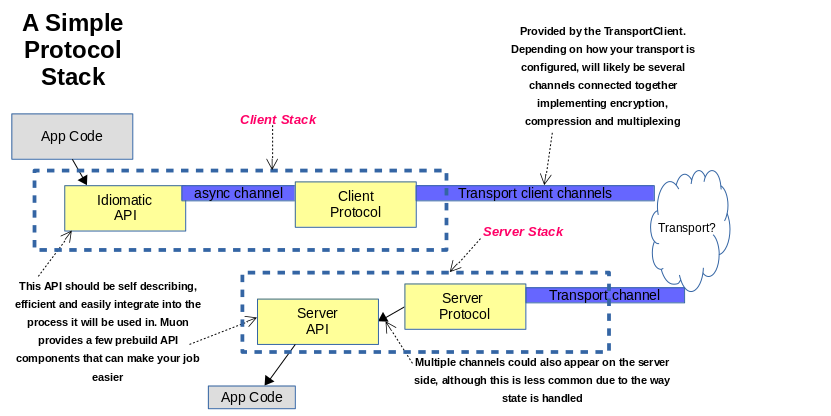 A Simple
Protocol
Stack
Provided by the TransportClient.
Depending on how your transport is
configured, will likely be several
channels connected together
implementing encryption,
compression and multiplexing
Client Stack
App Code
Idiomatic
API
async channel
Client
Protocol
Transport client channels
Transport?
Server Stack
This API should be self describing,
efficient and easily integrate into the
process it will be used in. Muon
provides a few prebuild API
components that can make your job
easier
Server
API
Server
Protocol
Transport channel
Multiple channels could also appear on the server
side, although this is less common due to the way
state is handled
App Code